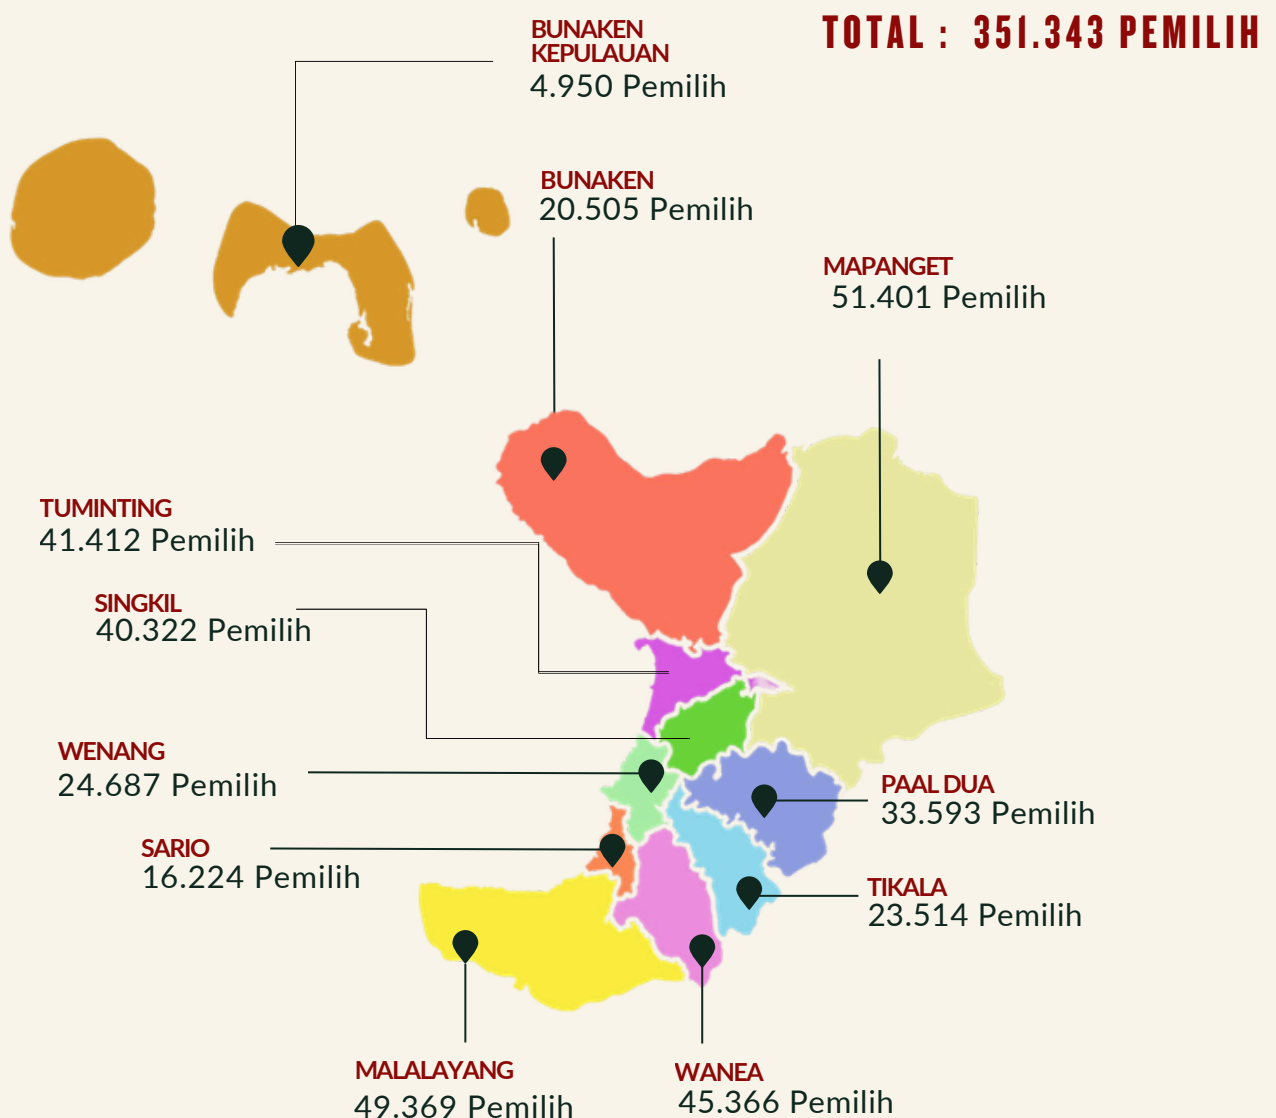 TOTAL : 351.343 PEMILIH
BUNAKEN
KEPULAUAN
4.950 Pemilih
BUNAKEN
20.505 Pemilih
MAPANGET
51.401 Pemilih
TUMINTING
41.412 Pemilih
SINGKIL
40.322 Pemilih
WENANG
24.687 Pemilih
PAAL DUA
33.593 Pemilih
SARIO
16.224 Pemilih
TIKALA
23.514 Pemilih
MALALAYANG
49.369 Pemilih
WANEA
45.366 Pemilih